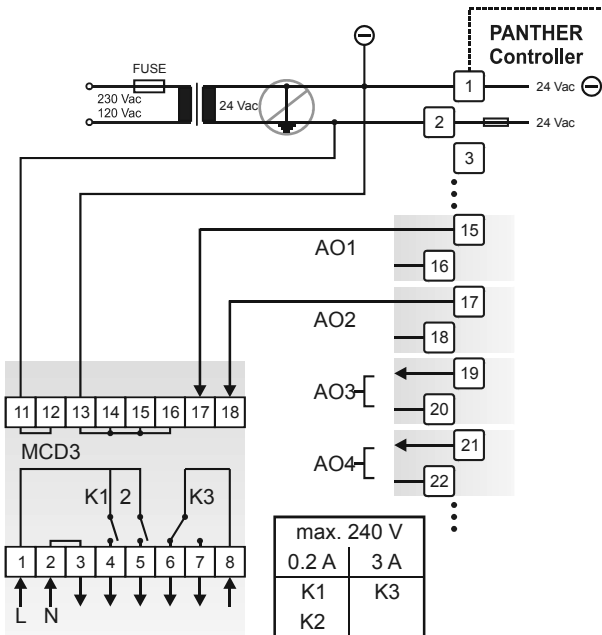 PANTHER
Controller
FUSE
230 Vac
120 Vac
24 Vac
1
24 Vac
2
24 Vac
3
15
AO1
16
17
AO2
18
19
AO3
20
21
AO4
22
11 12 13 14 15 16 17 18
MCD3
K1 2 K3
1 2 3 4 5 6 7 8
L N
max. 240 V
0.2 A 3 A
K1 K3
K2